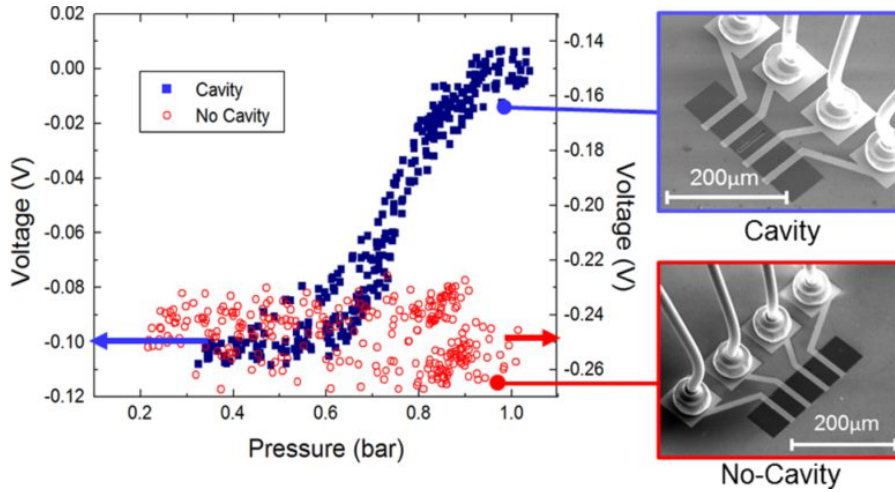 0.02
0.00
-0.02
-0.04
-0.06
-0.08
-0.10
-0.12
Voltage (V)
Cavity
No Cavity
0.2
0.4
0.6
0.8
1.0
Pressure (bar)
-0.14
-0.16
-0.18
-0.20
-0.22
-0.24
-0.26
Voltage (V)
200μm
Cavity
200μm
No-Cavity